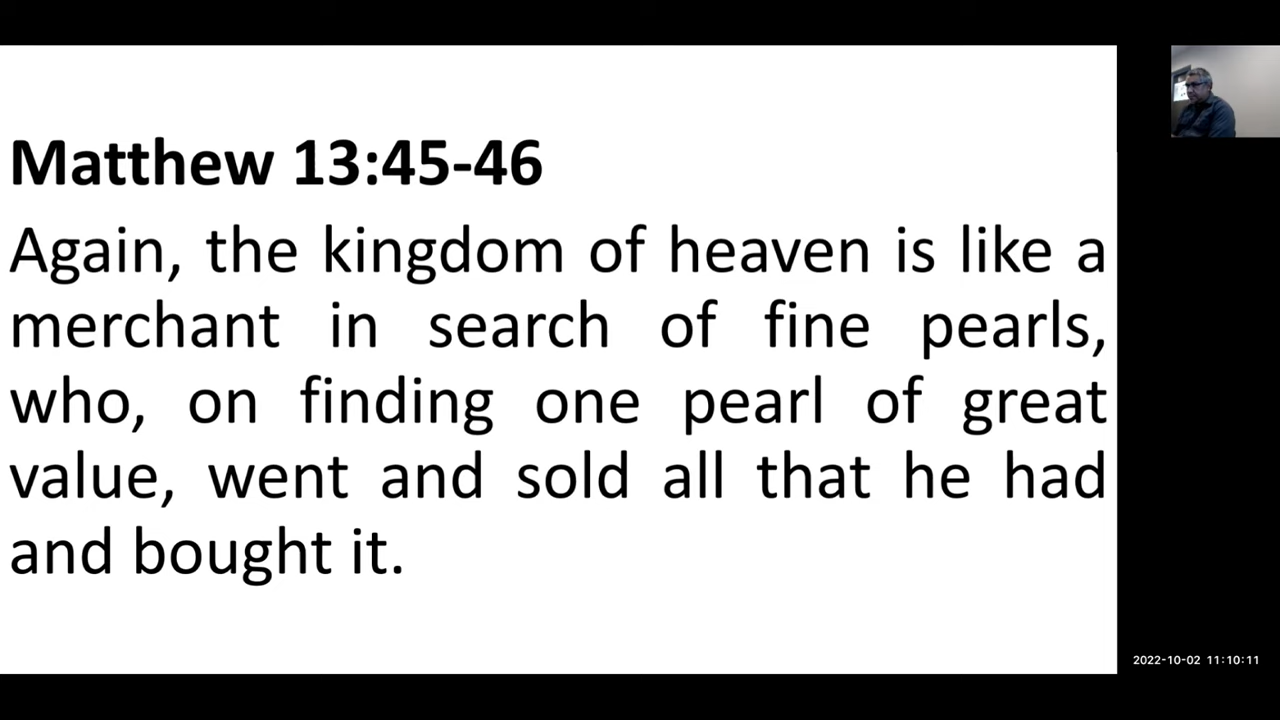 Matthew 13:45-46
Again, the kingdom of heaven is like a
merchant in search of fine pearls,
who, on finding one pearl of great
value, went and sold all that he had
and bought it.
2022-10-02 11:10:11